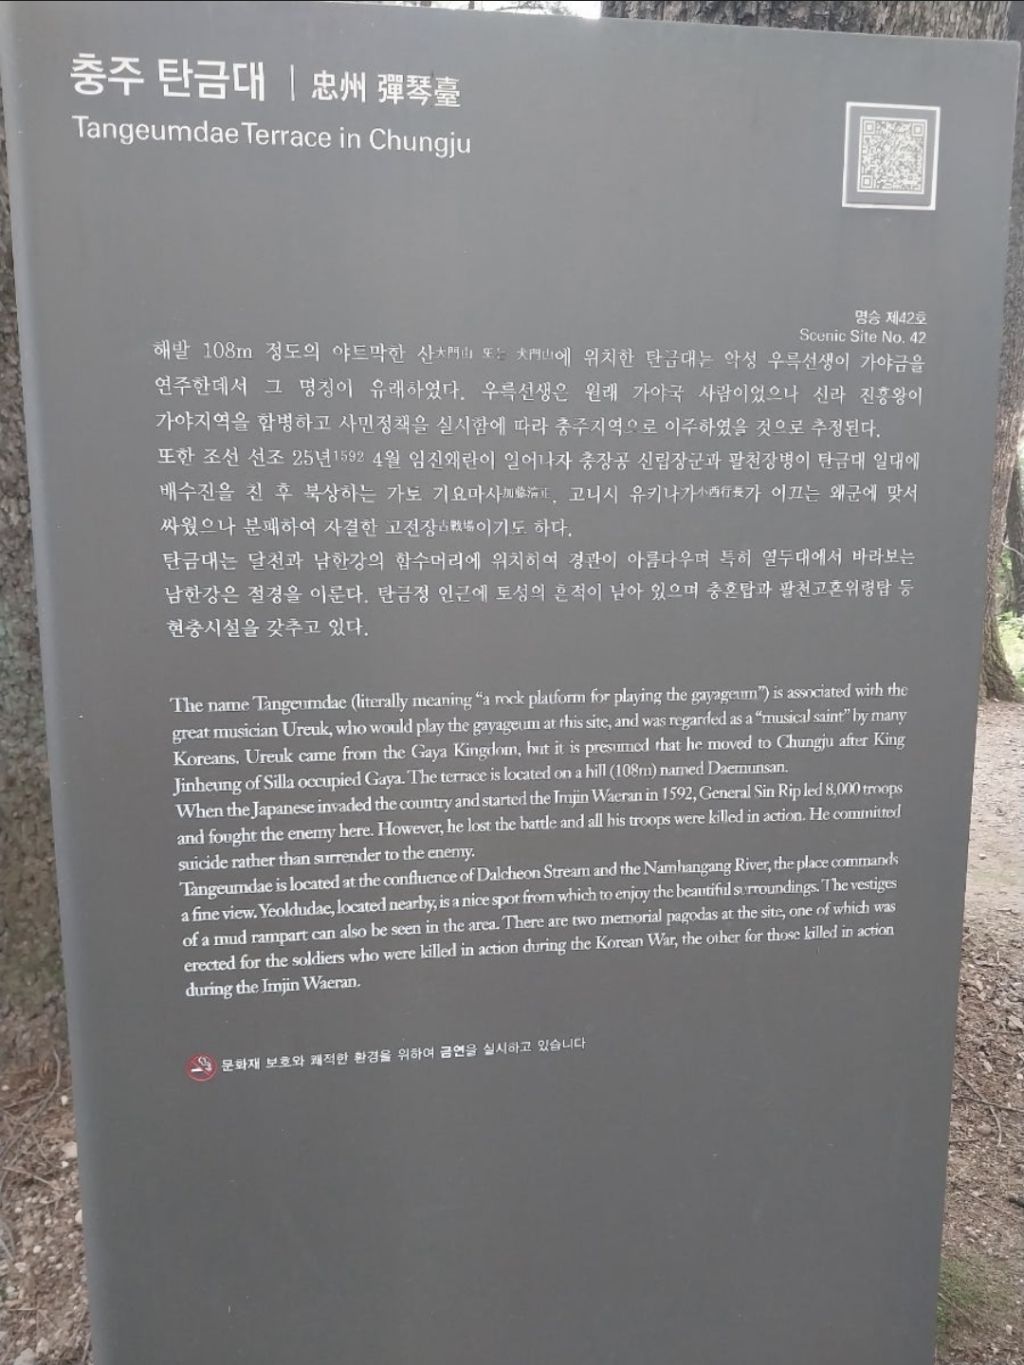 충주 탄금대 | 忠州 彈琴臺
Tangeumdae Terrace in Chungju
명승 제42호
Scenic Site No. 42
해발 108m 정도의 야트막한 산大門山 또는 犬門山에 위치한 탄금대는 악성 우륵선생이 가야금을
연주한데서 그 명칭이 유래하였다. 우륵선생은 원래 가야국 사람이었으나 신라 진흥왕이
가야지역을 합병하고 사민정책을 실시함에 따라 충주지역으로 이주하였을 것으로 추정된다.
또한 조선 선조 25년1592 4월 임진왜란이 일어나자 충장공 신립장군과 팔천장병이 탄금대 일대에
배수진을 친 후 북상하는 가토 기요마사加藤清正, 고니시 유키나가小西行長가 이끄는 왜군에 맞서
싸웠으나 분패하여 자결한 고전장古戰場이기도 하다.
탄금대는 달천과 남한강의 합수머리에 위치하여 경관이 아름다우며 특히 열두대에서 바라보는
남한강은 절경을 이룬다. 탄금정 인근에 토성의 흔적이 남아 있으며 충혼탑과 팔천고혼위령탑 등
현충시설을 갖추고 있다.
The name Tangeumdae (literally meaning “a rock platform for playing the gayageum”) is associated with the
great musician Ureuk, who would play the gayageum at this site, and was regarded as a “musical saint” by many
Koreans. Ureuk came from the Gaya Kingdom, but it is presumed that he moved to Chungju after King
Jinheung of Silla occupied Gaya. The terrace is located on a hill (108m) named Daemunsan.
When the Japanese invaded the country and started the Imjin Waeran in 1592, General Sin Rip led 8,000 troops
and fought the enemy here. However, he lost the battle and all his troops were killed in action. He committed
suicide rather than surrender to the enemy.
Tangeumdae is located at the confluence of Dalcheon Stream and the Namhangang River, the place commands
a fine view. Yeoldudae, located nearby, is a nice spot from which to enjoy the beautiful surroundings. The vestiges
of a mud rampart can also be seen in the area. There are two memorial pagodas at the site, one of which was
erected for the soldiers who were killed in action during the Korean War, the other for those killed in action
during the Imjin Waeran.
문화재 보호와 쾌적한 환경을 위하여 금연을 실시하고 있습니다